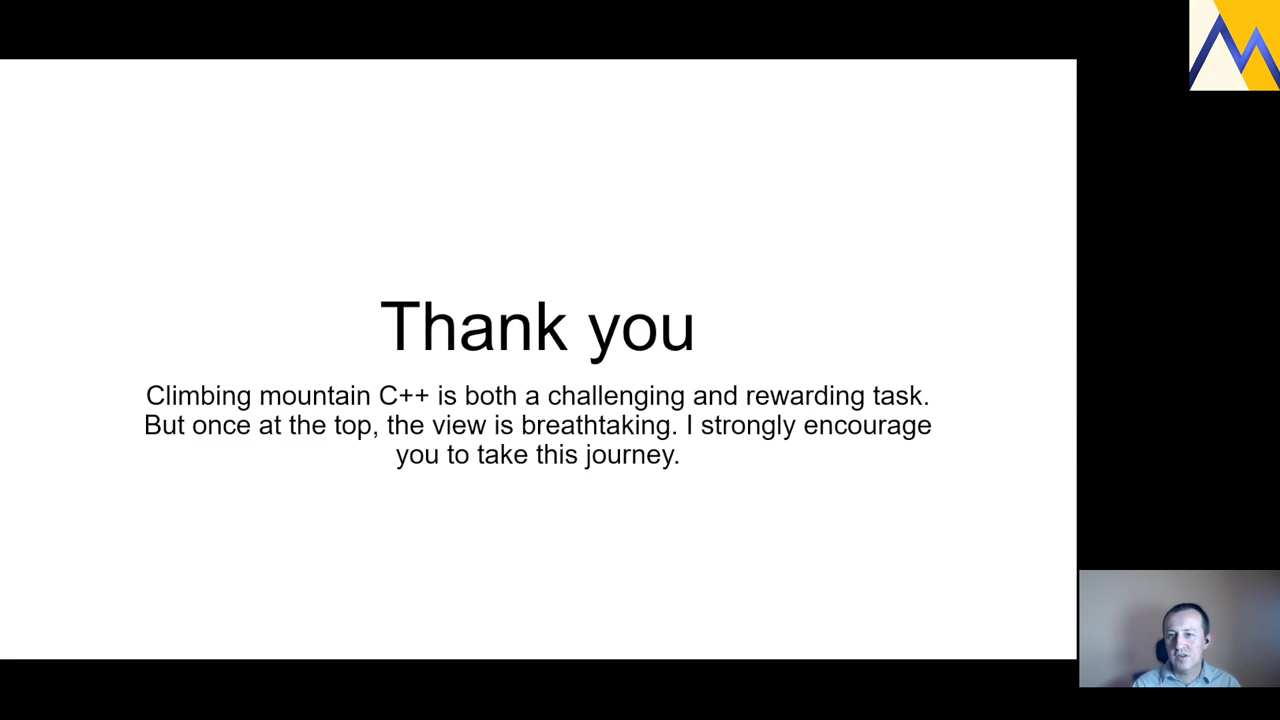 Thank you
Climbing mountain C++ is both a challenging and rewarding task.
But once at the top, the view is breathtaking. I strongly encourage
you to take this journey.